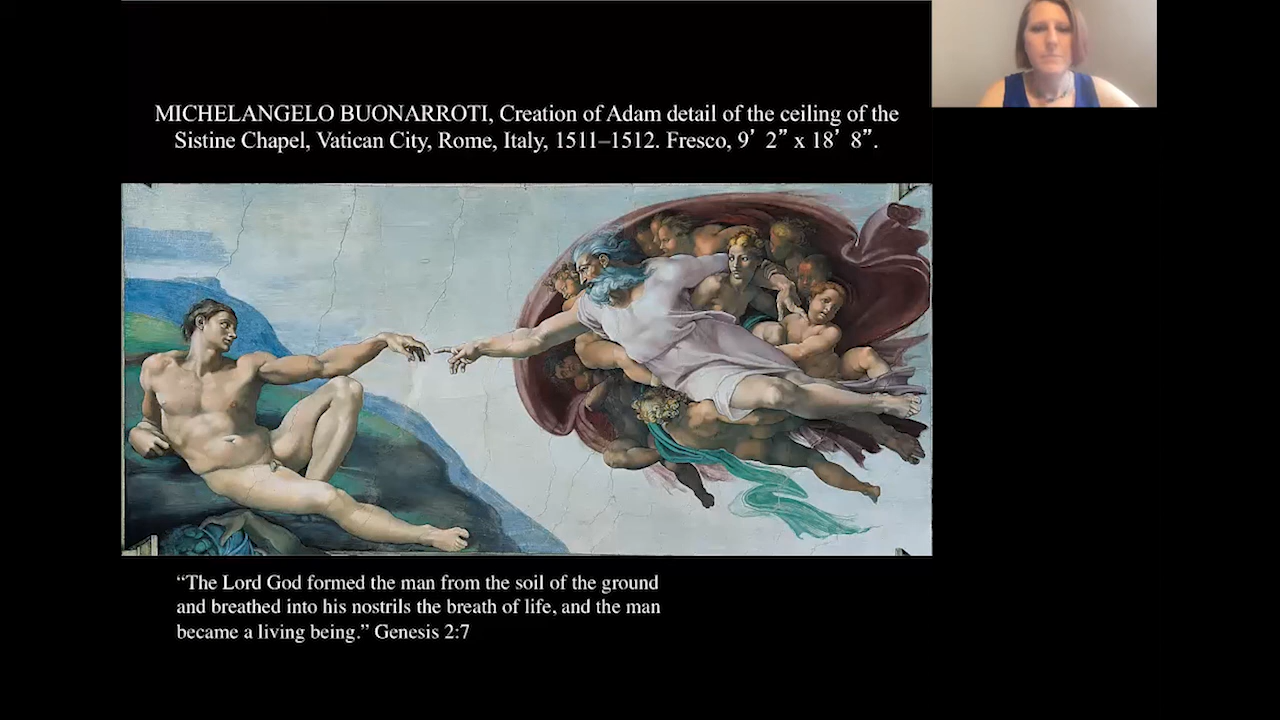 MICHELANGELO BUONARROTI, Creation of Adam detail of the ceiling of the
Sistine Chapel, Vatican City, Rome, Italy, 1511–1512. Fresco, 9’ 2” x 18’ 8”.
“The Lord God formed the man from the soil of the ground
and breathed into his nostrils the breath of life, and the man
became a living being.” Genesis 2:7